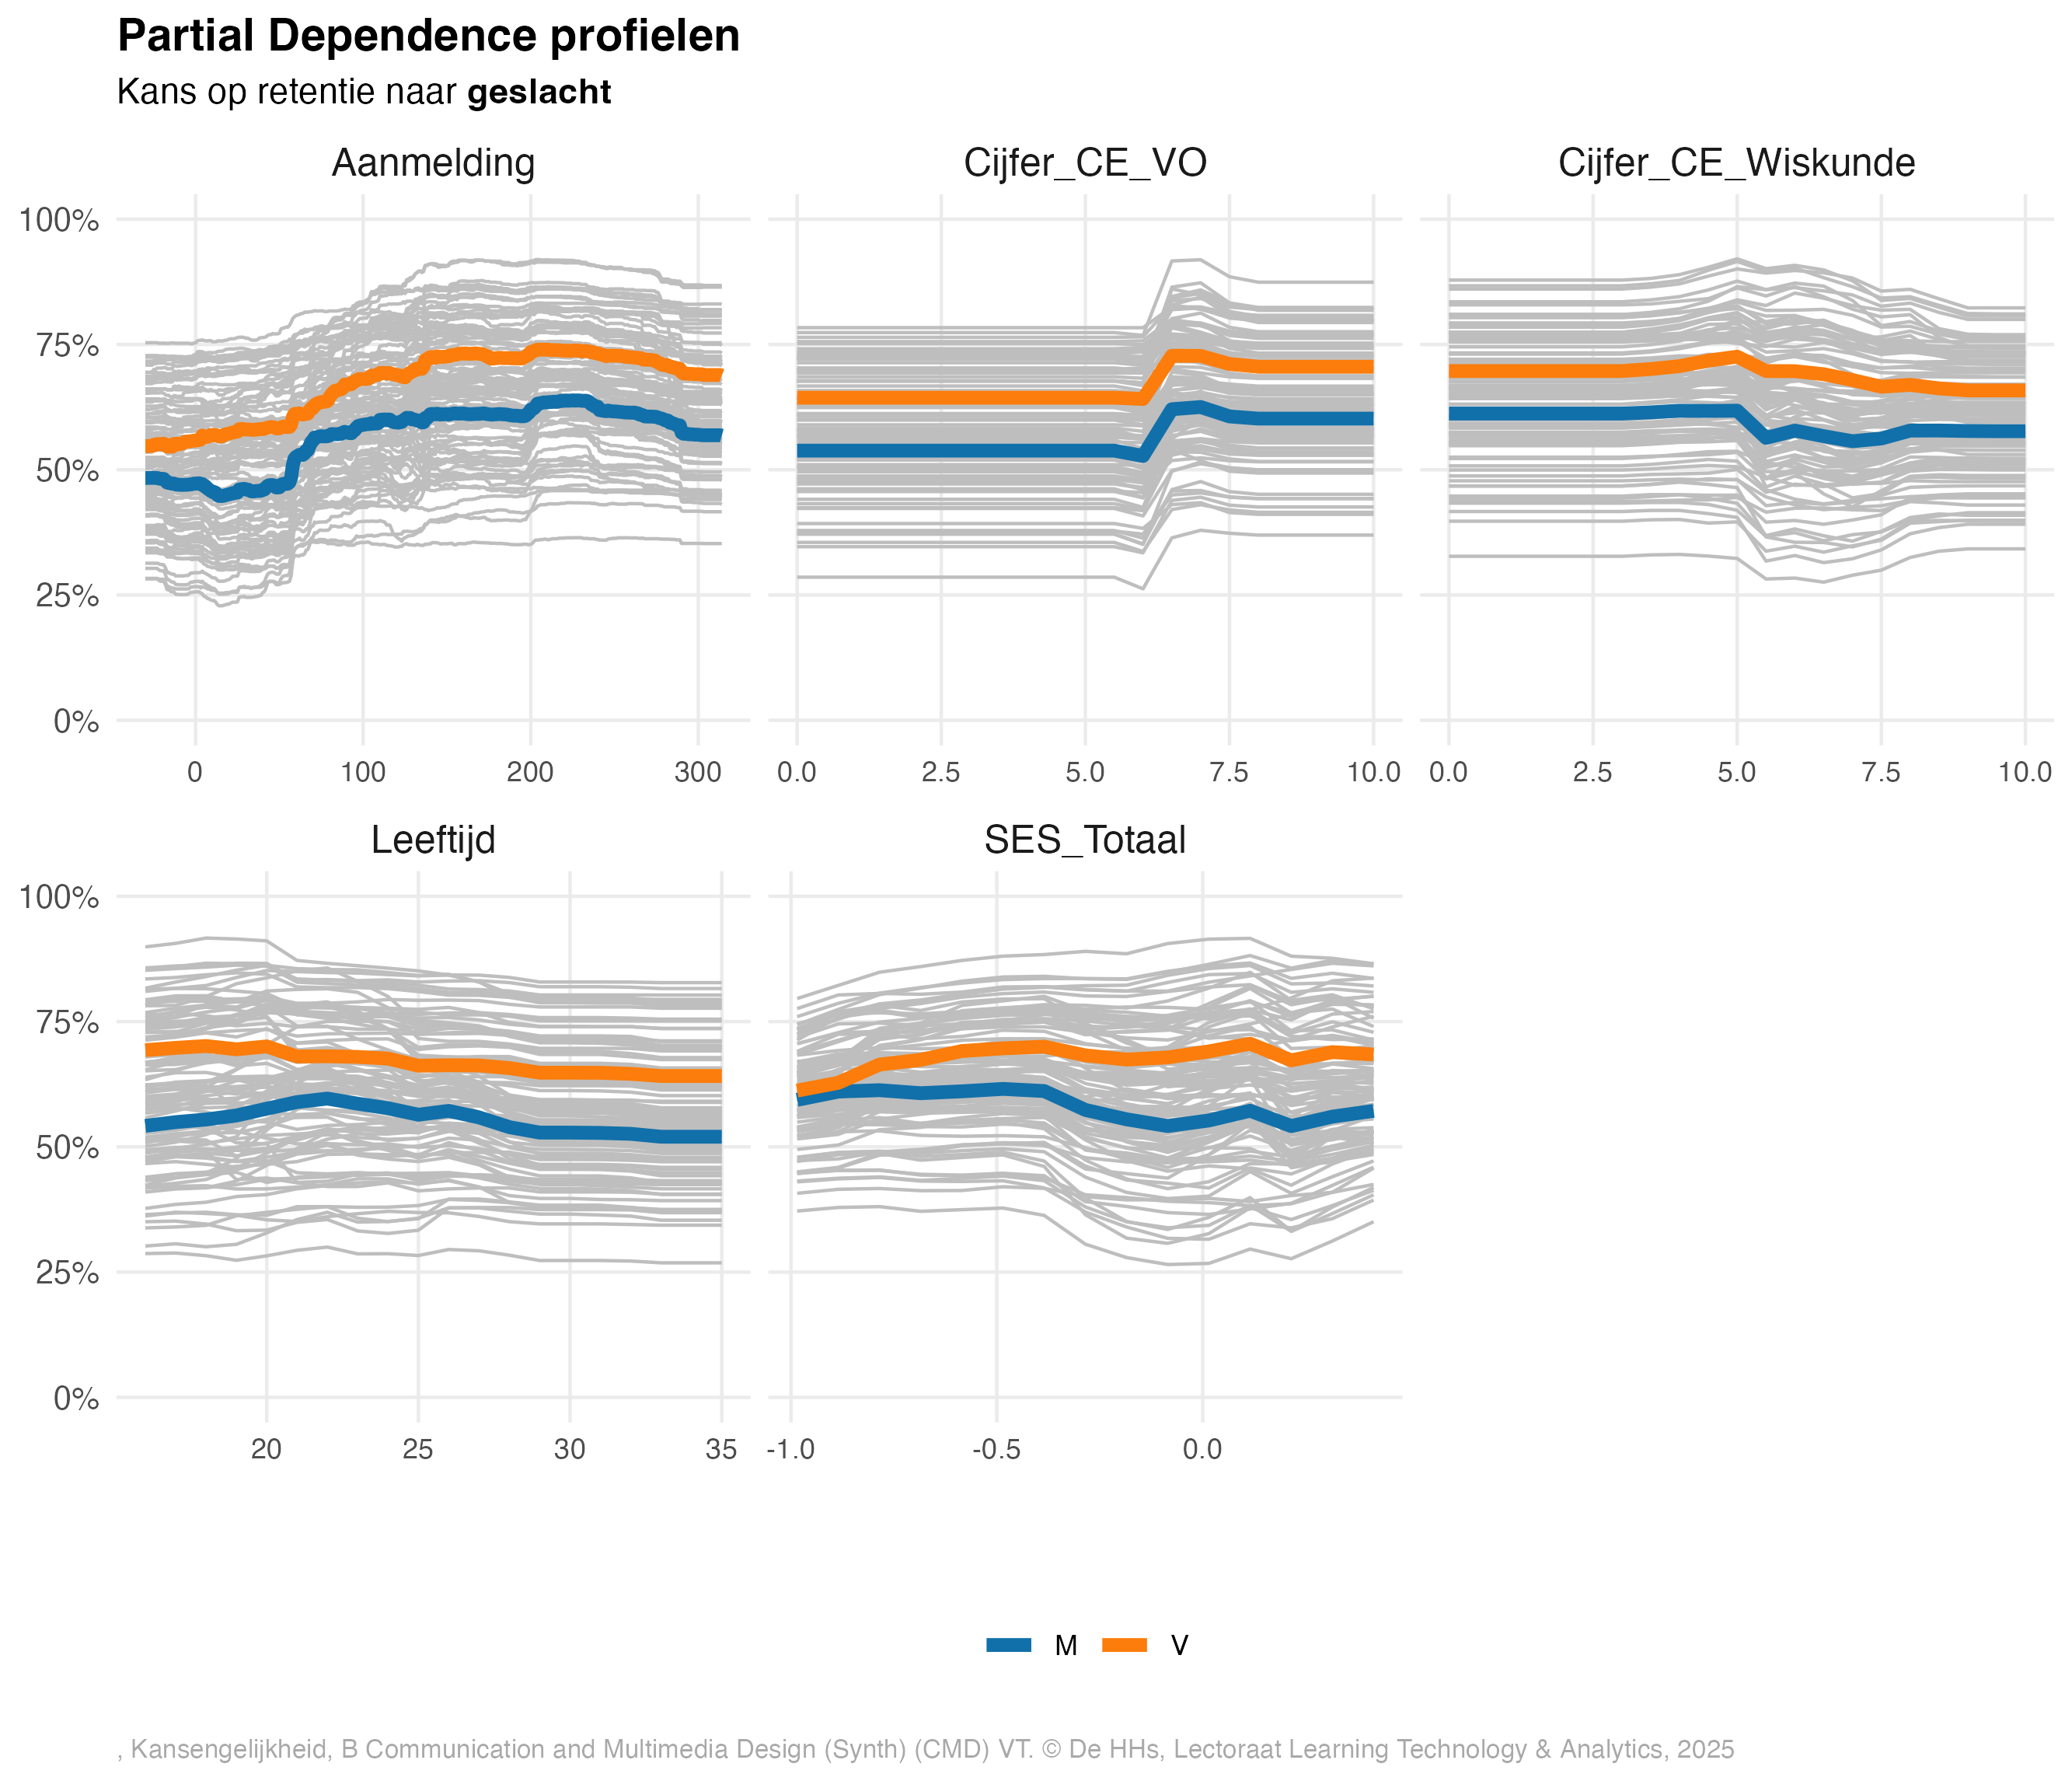 Partial Dependence profielen
Kans op retentie naar geslacht
Aanmelding Cijfer_CE_VO Cijfer_CE_Wiskunde
100%
75%
50%
25%
0%
0 100 200 300 0.0 2.5 5.0 7.5 10.0 0.0 2.5 5.0 7.5 10.0
Leeftijd SES_Totaal
100%
75%
50%
25%
0%
20 25 30 35 -1.0 -0.5 0.0
M V
, Kansengelijkheid, B Communication and Multimedia Design (Synth) (CMD) VT. © De HHs, Lectoraat Learning Technology & Analytics, 2025